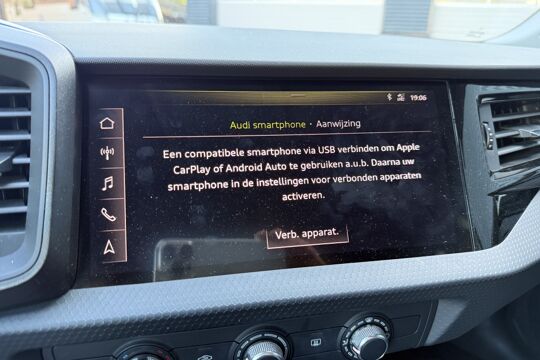 19:06
Audi smartphone · Aanwijzing
Een compatibele smartphone via USB verbinden om Apple
CarPlay of Android Auto te gebruiken a.u.b. Daarna uw
smartphone in de instellingen voor verbonden apparaten
activeren.
Verb. apparat.